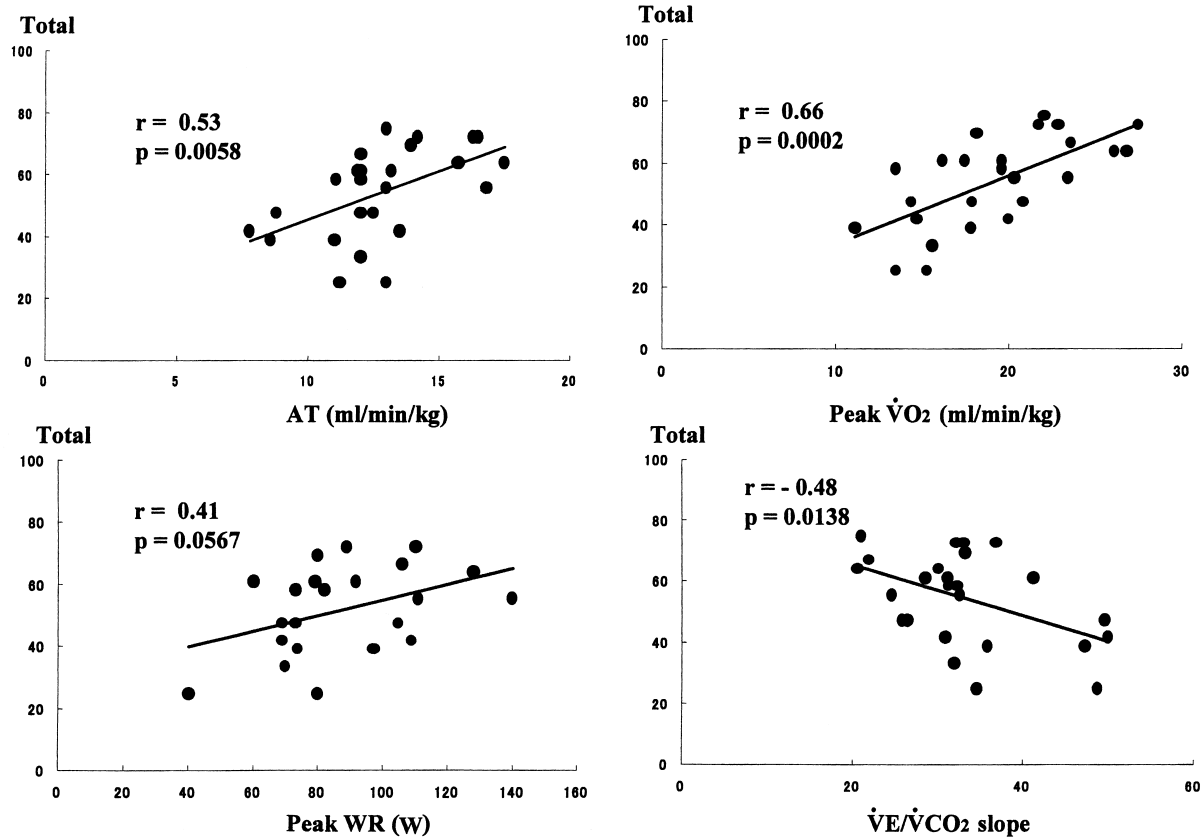 Total
100
80
60
40
20
0
r = 0.53
p = 0.0058
0 5 10 15 20
AT (ml/min/kg)
Total
100
80
60
40
20
0
r = 0.66
p = 0.0002
0 10 20 30
Peak V̇O₂ (ml/min/kg)
Total
100
80
60
40
20
0
r = 0.41
p = 0.0567
0 20 40 60 80 100 120 140 160
Peak WR (W)
Total
100
80
60
40
20
0
r = - 0.48
p = 0.0138
0 20 40 60
V̇E/V̇CO₂ slope